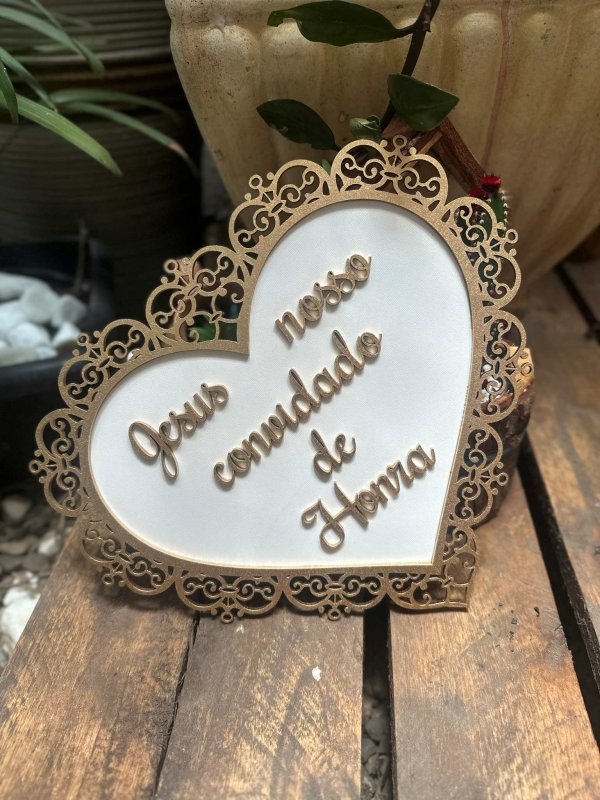 Jesus nosso
convidado
de
Honra